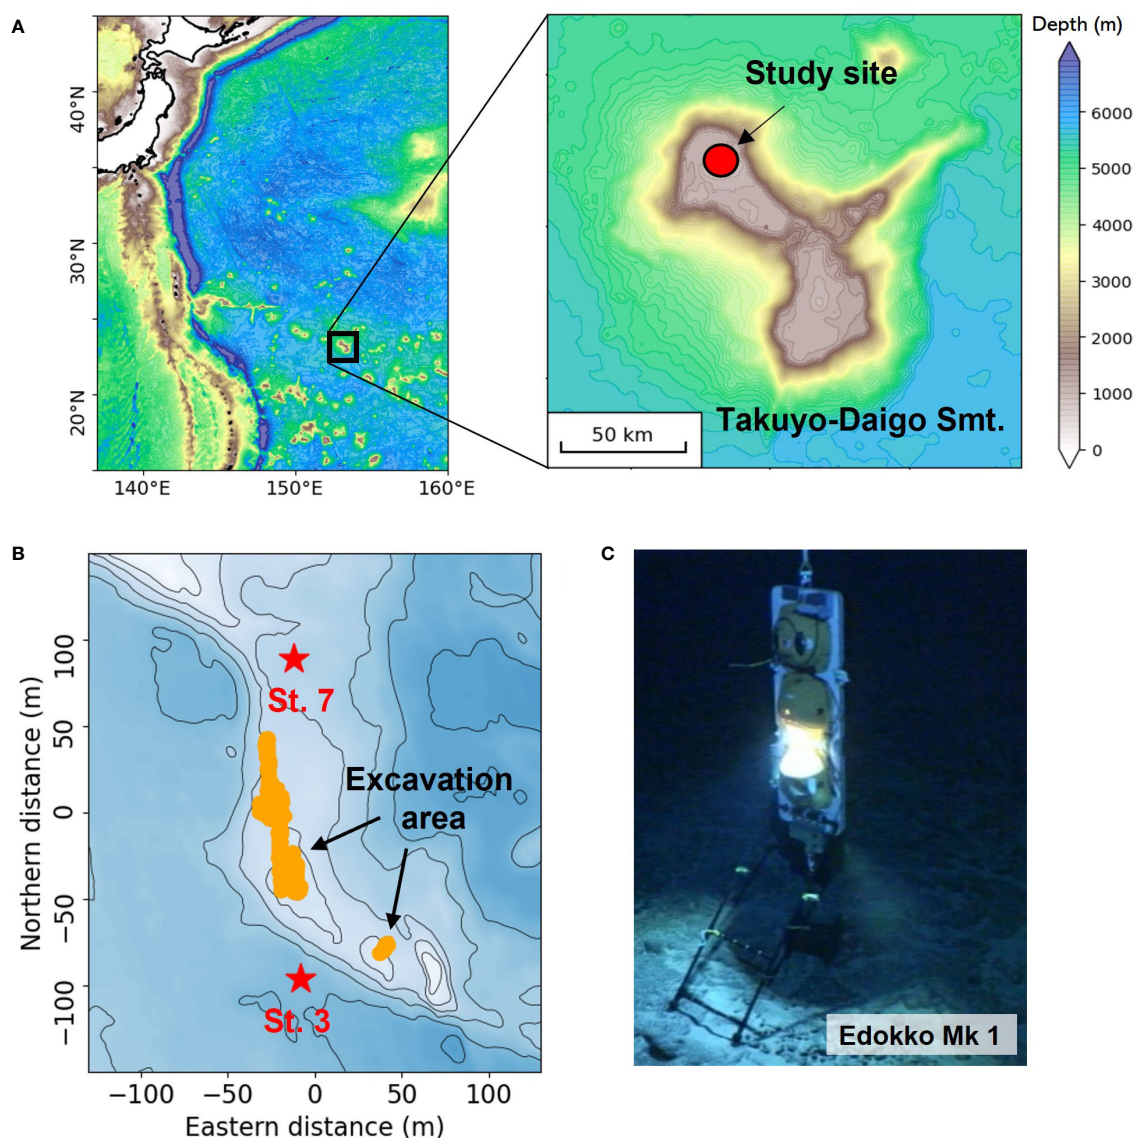 A
Depth (m)
Study site
40°N
30°N
20°N
140°E
150°E
160°E
6000
5000
4000
3000
2000
1000
0
50 km
Takuyo-Daigo Smt.
B
St. 7
Excavation
area
St. 3
Northern distance (m)
100
50
0
−50
−100
−100
−50
0
50
100
Eastern distance (m)
C
Edokko Mk 1